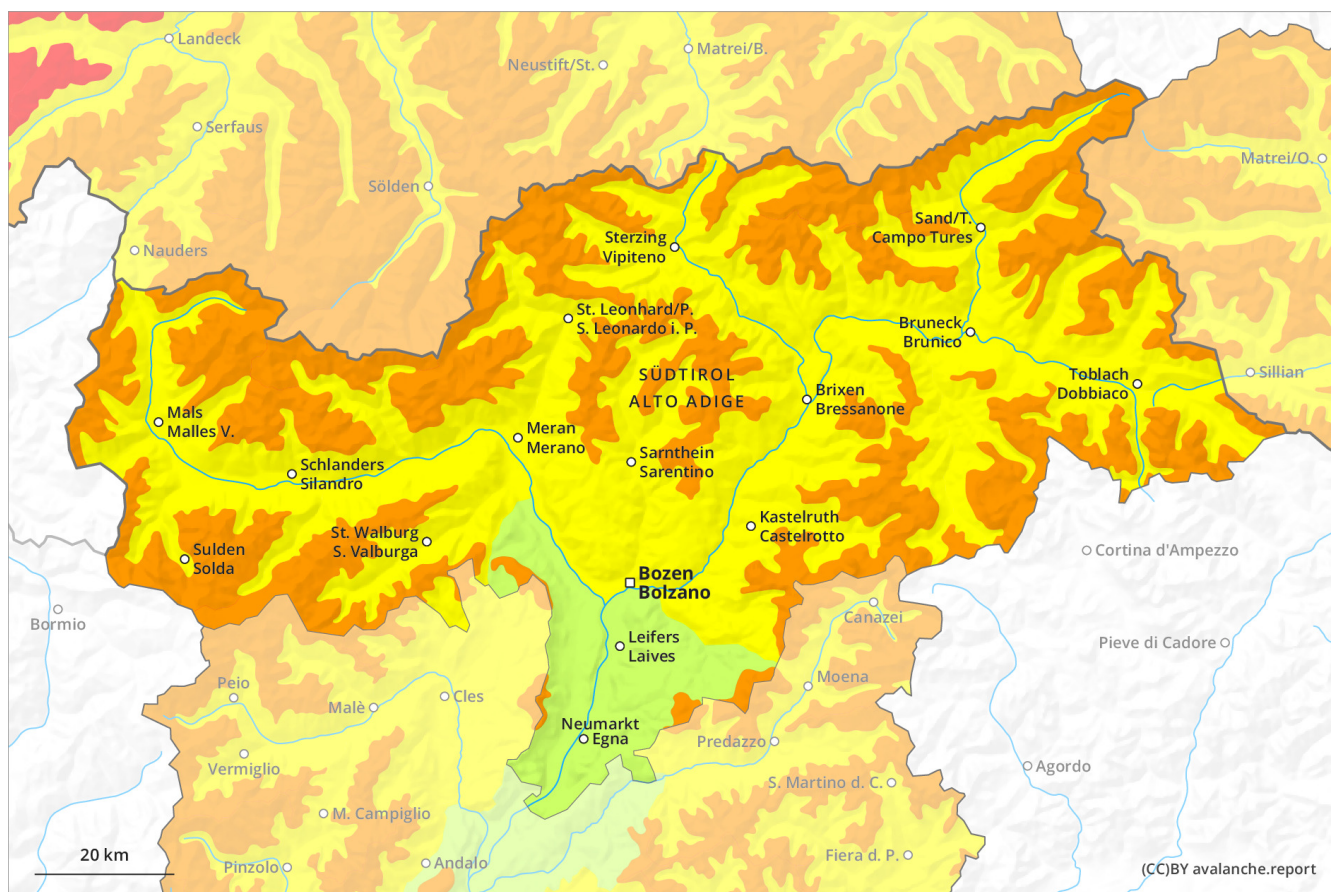 Landeck
Matrei/B.
Neustift/St.
Serfaus
Matrei/O.
Sölden
Sand/T.
Campo Tures
Sterzing
Vipiteno
Nauders
St. Leonhard/P.
S. Leonardo i. P.
Bruneck
Brunico
SÜDTIROL
ALTO ADIGE
Toblach
Dobbiaco
Sillian
Brixen
Bressanone
Mals
Malles V.
Meran
Merano
Schlanders
Silandro
Sarnthein
Sarentino
Kastelruth
Castelrotto
St. Walburg
S. Valburga
Sulden
Solda
Cortina d'Ampezzo
Bozen
Bolzano
Bormio
Canazei
Leifers
Laives
Pieve di Cadore
Peio
Moena
Cles
Malè
Neumarkt
Egna
Predazzo
Vermiglio
Agordo
S. Martino d. C.
M. Campiglio
20 km
Andalo
Fiera d. P.
Pinzolo
(CC)BY avalanche.report